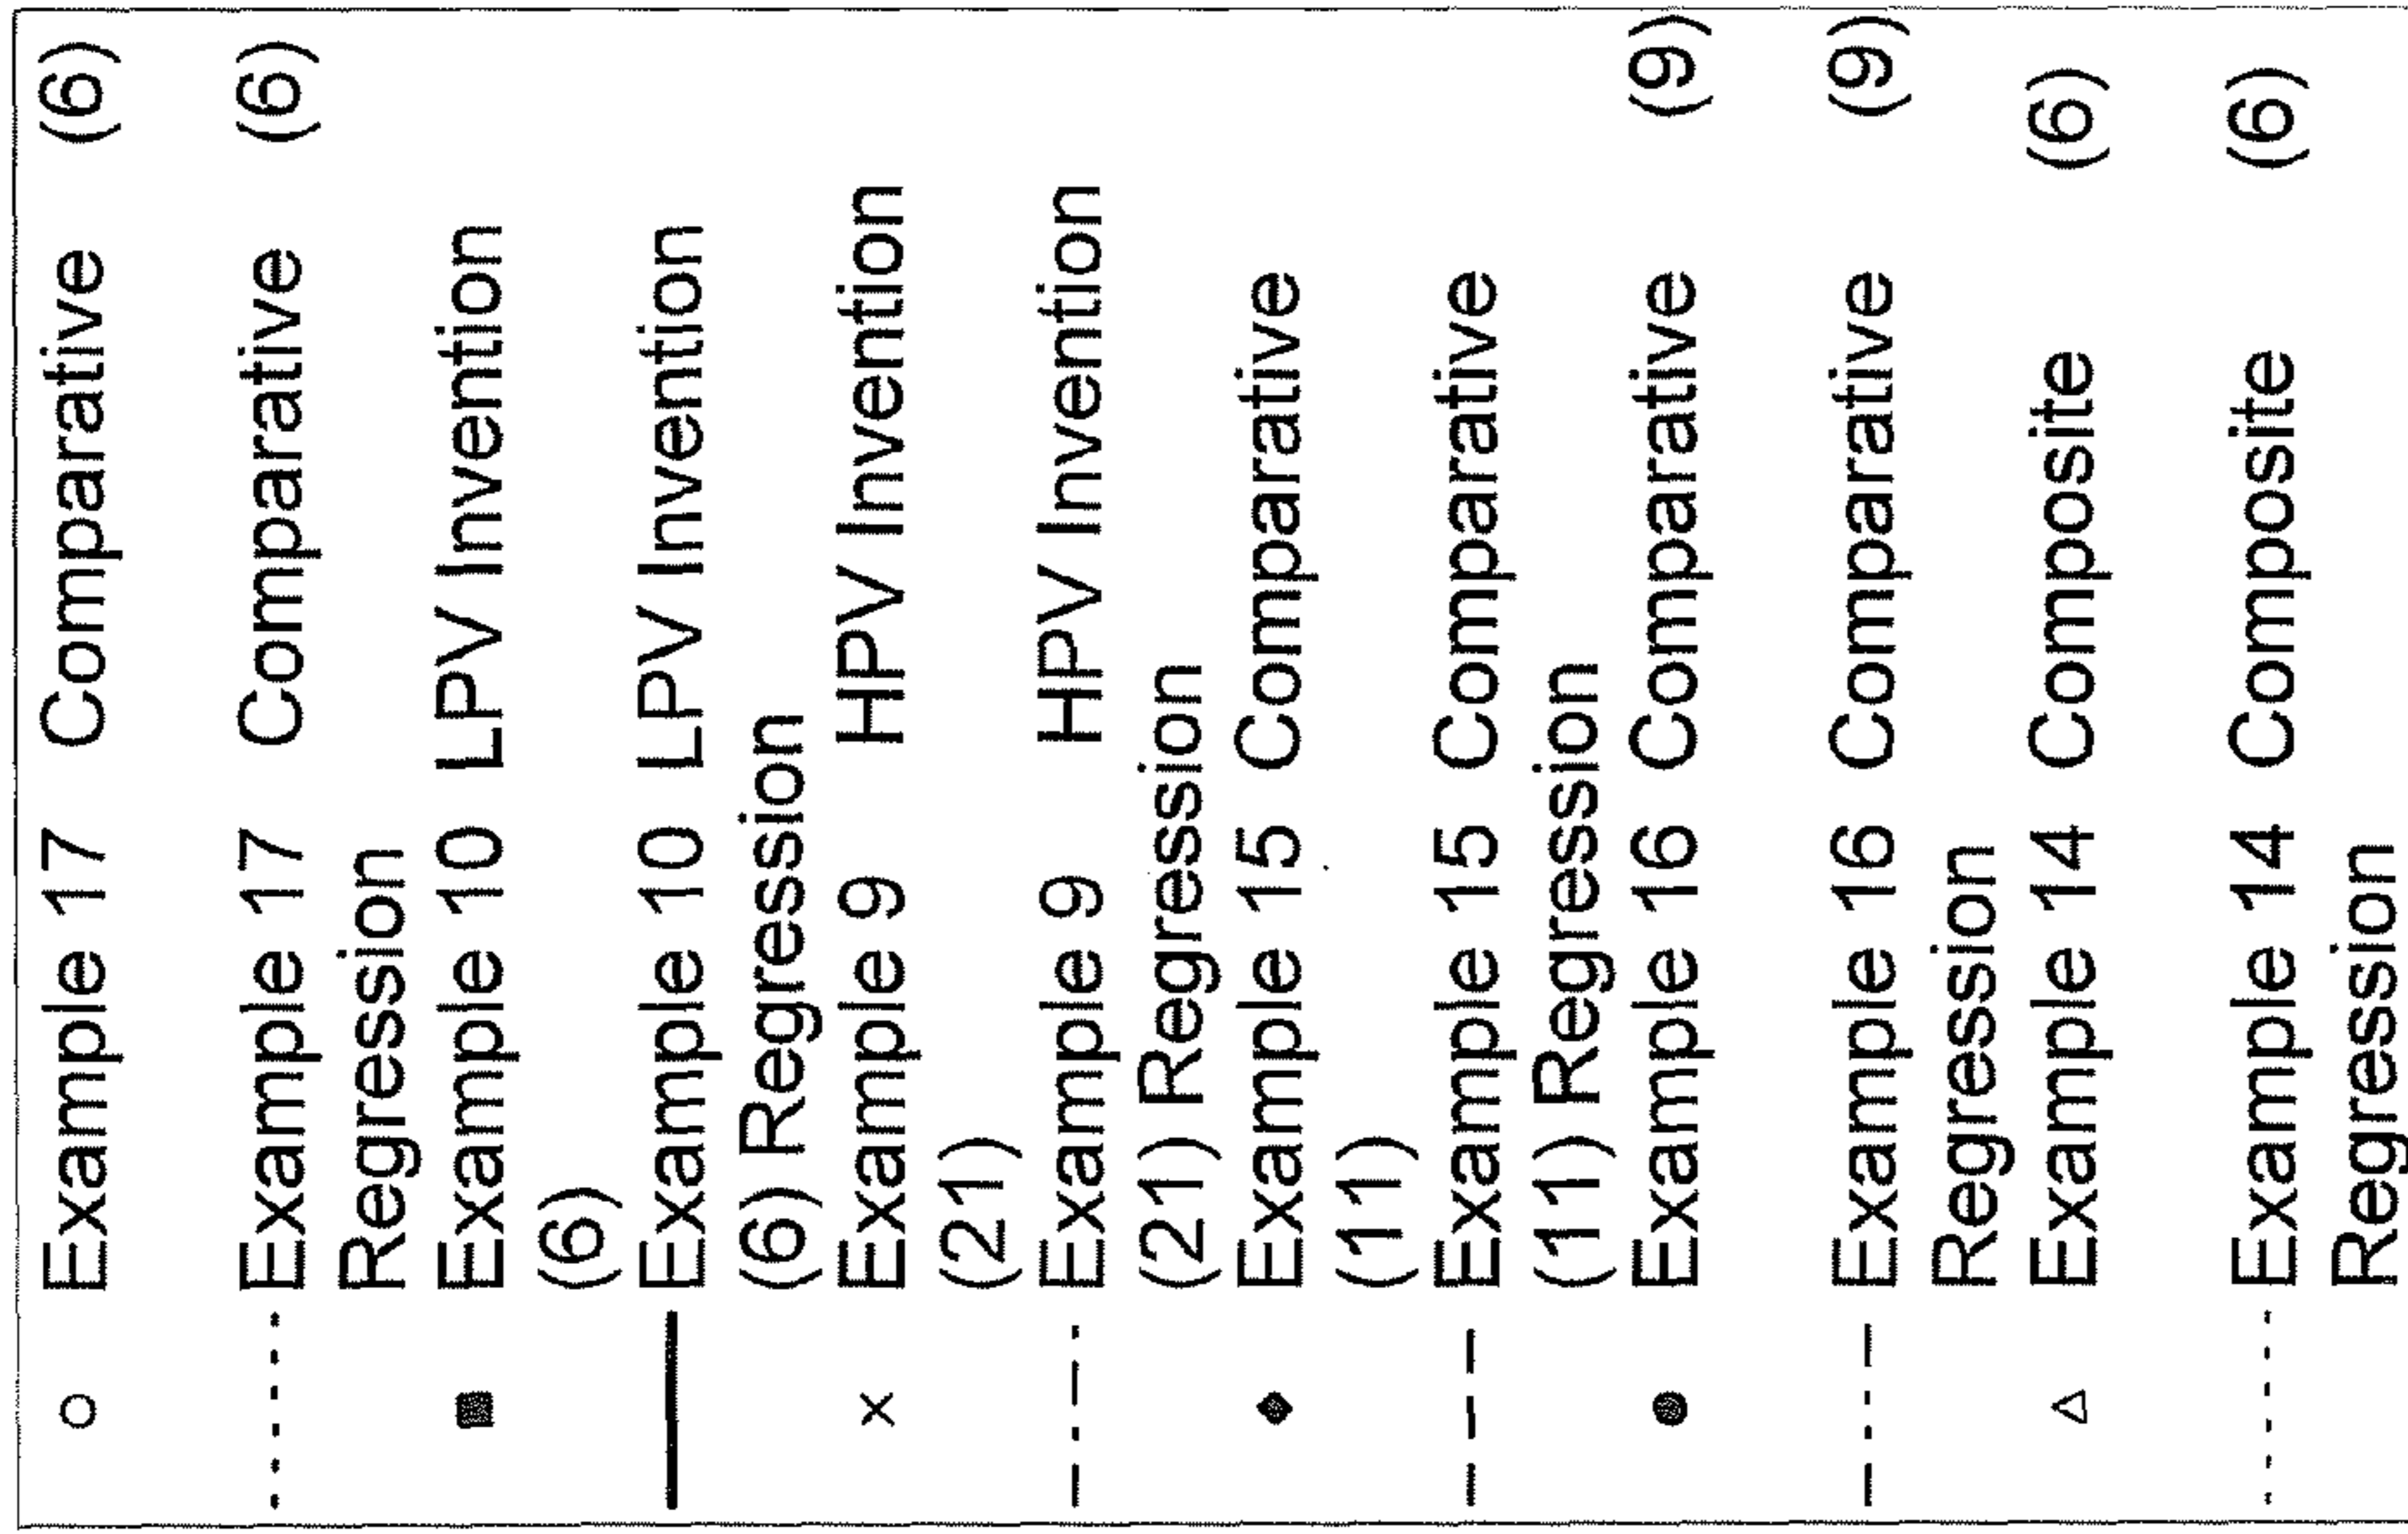 Example 17 Comparative (6)
Example 17 Comparative (6)
Regression
Example 10 LPV Invention
(6)
Example 10 LPV Invention
(6) Regression
Example 9 HPV Invention
(21)
Example 9 HPV Invention
(21) Regression
Example 15 Comparative
(11)
Example 15 Comparative
(11) Regression
Example 16 Comparative (9)
Example 16 Comparative (9)
Regression
Example 14 Composite (6)
Example 14 Composite (6)
Regression